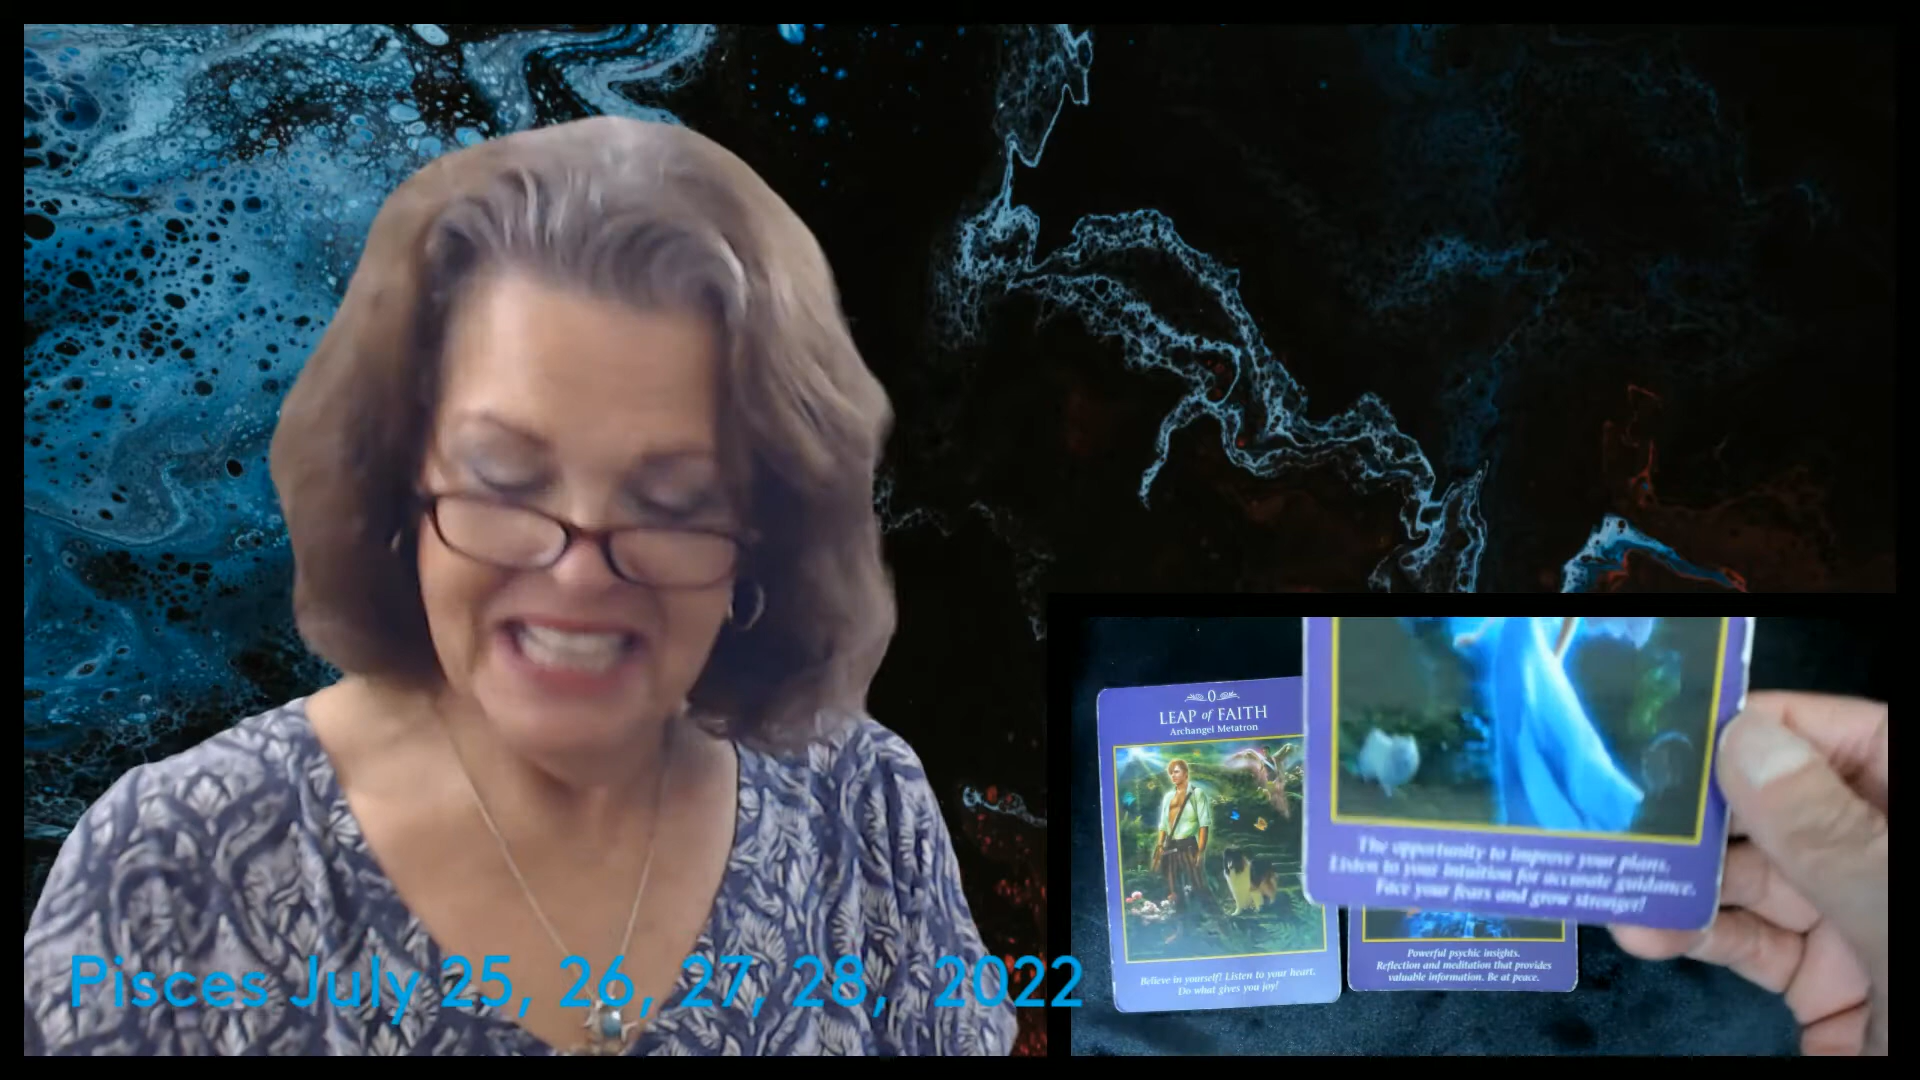 0
LEAP of FAITH
Archangel Metatron
Believe in yourself! Listen to your heart.
Do what gives you joy!
The opportunity to improve your plans.
Listen to your intuition for accurate guidance.
Face your fears and grow stronger!
Powerful psychic insights.
Reflection and meditation that provides
valuable information. Be at peace.
Pisces July 25, 26, 27, 28, 2022